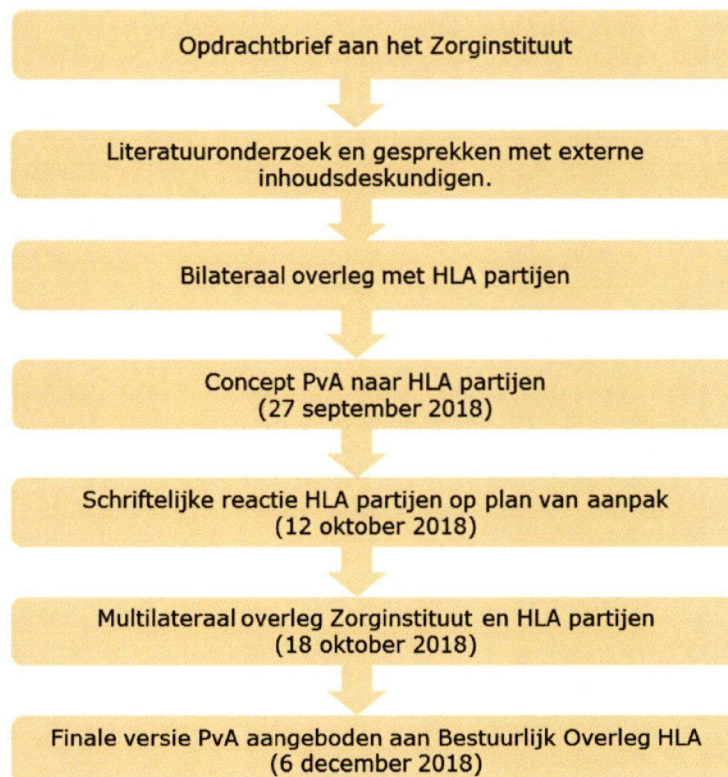 Opdrachtbrief aan het Zorginstituut
Literatuuronderzoek en gesprekken met externe
inhoudsdeskundigen.
Bilateraal overleg met HLA partijen
Concept PvA naar HLA partijen
(27 september 2018)
Schriftelijke reactie HLA partijen op plan van aanpak
(12 oktober 2018)
Multilateraal overleg Zorginstituut en HLA partijen
(18 oktober 2018)
Finale versie PvA aangeboden aan Bestuurlijk Overleg HLA
(6 december 2018)